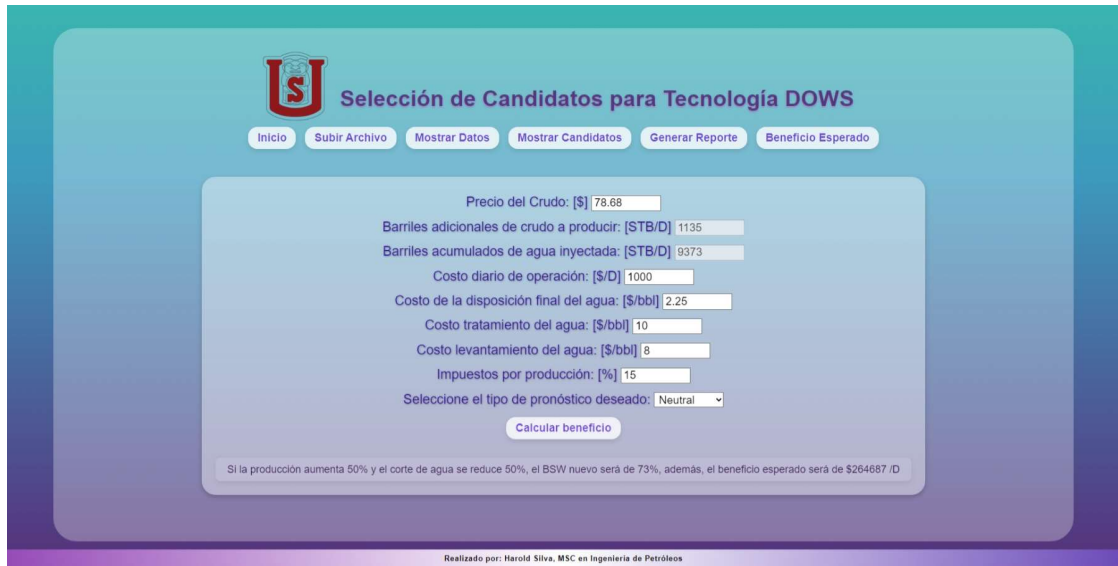 US
Selección de Candidatos para Tecnología DOWS
Inicio Subir Archivo Mostrar Datos Mostrar Candidatos Generar Reporte Beneficio Esperado
Precio del Crudo: [$] 78.68
Barriles adicionales de crudo a producir: [STB/D] 1135
Barriles acumulados de agua inyectada: [STB/D] 9373
Costo diario de operación: [$/D] 1000
Costo de la disposición final del agua: [$/bbl] 2.25
Costo tratamiento del agua: [$/bbl] 10
Costo levantamiento del agua: [$/bbl] 8
Impuestos por producción: [%] 15
Seleccione el tipo de pronóstico deseado: Neutral
Calcular beneficio
Si la producción aumenta 50% y el corte de agua se reduce 50%, el BSW nuevo será de 73%, además, el beneficio esperado será de $264687 /D
Realizado por: Harold Silva, MSC en Ingeniería de Petróleos